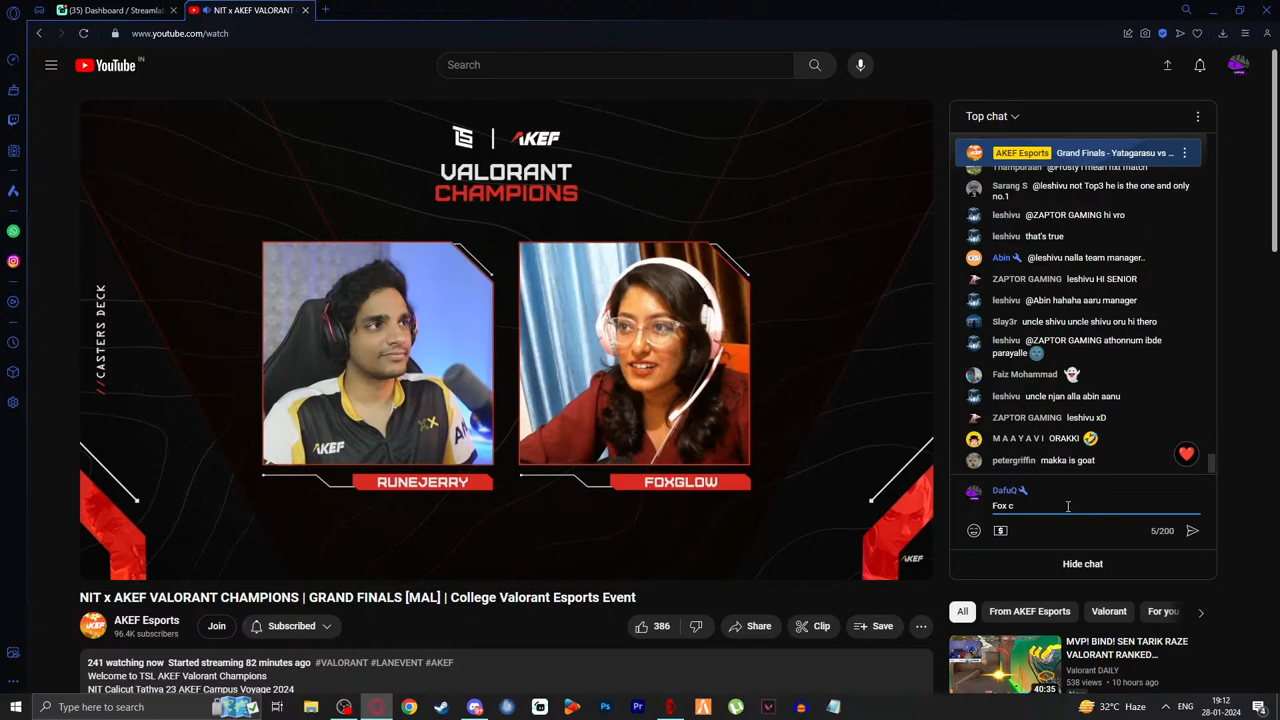 (35) Dashboard / Streamlab
NIT x AKEF VALORANT
www.youtube.com/watch
YouTube IN
Search
AKEF
VALORANT
CHAMPIONS
//CASTERS DECK
AKEF
RUNEJERRY
FOXGLOW
AKEF
Top chat
AKEF Esports Grand Finals - Yatagarasu vs ...
Thampuraan @Frosty I mean nxt match
Sarang S @leshivu not Top3 he is the one and only
no.1
leshivu @ZAPTOR GAMING hi vro
leshivu that's true
Abin @leshivu nalla team manager..
ZAPTOR GAMING leshivu HI SENIOR
leshivu @Abin hahaha aaru manager
Slay3r uncle shivu uncle shivu oru hi thero
leshivu @ZAPTOR GAMING athonnum ibde
parayalle
Faiz Mohammad
leshivu uncle njan alla abin aanu
ZAPTOR GAMING leshivu xD
M A A Y A V I ORAKKI
petergriffin makka is goat
DafuQ
Fox c
5/200
Hide chat
NIT x AKEF VALORANT CHAMPIONS | GRAND FINALS [MAL] | College Valorant Esports Event
AKEF Esports
96.4K subscribers
Join
Subscribed
386
Share
Clip
Save
241 watching now Started streaming 82 minutes ago #VALORANT #LANEVENT #AKEF
Welcome to TSL AKEF Valorant Champions
NIT Calicut Tathva 23 AKEF Campus Voyage 2024
All
From AKEF Esports
Valorant
For you
MVP! BIND! SEN TARIK RAZE
VALORANT RANKED...
Valorant DAILY
538 views • 10 hours ago
40:35
Type here to search
32°C Haze
ENG
19:12
28-01-2024